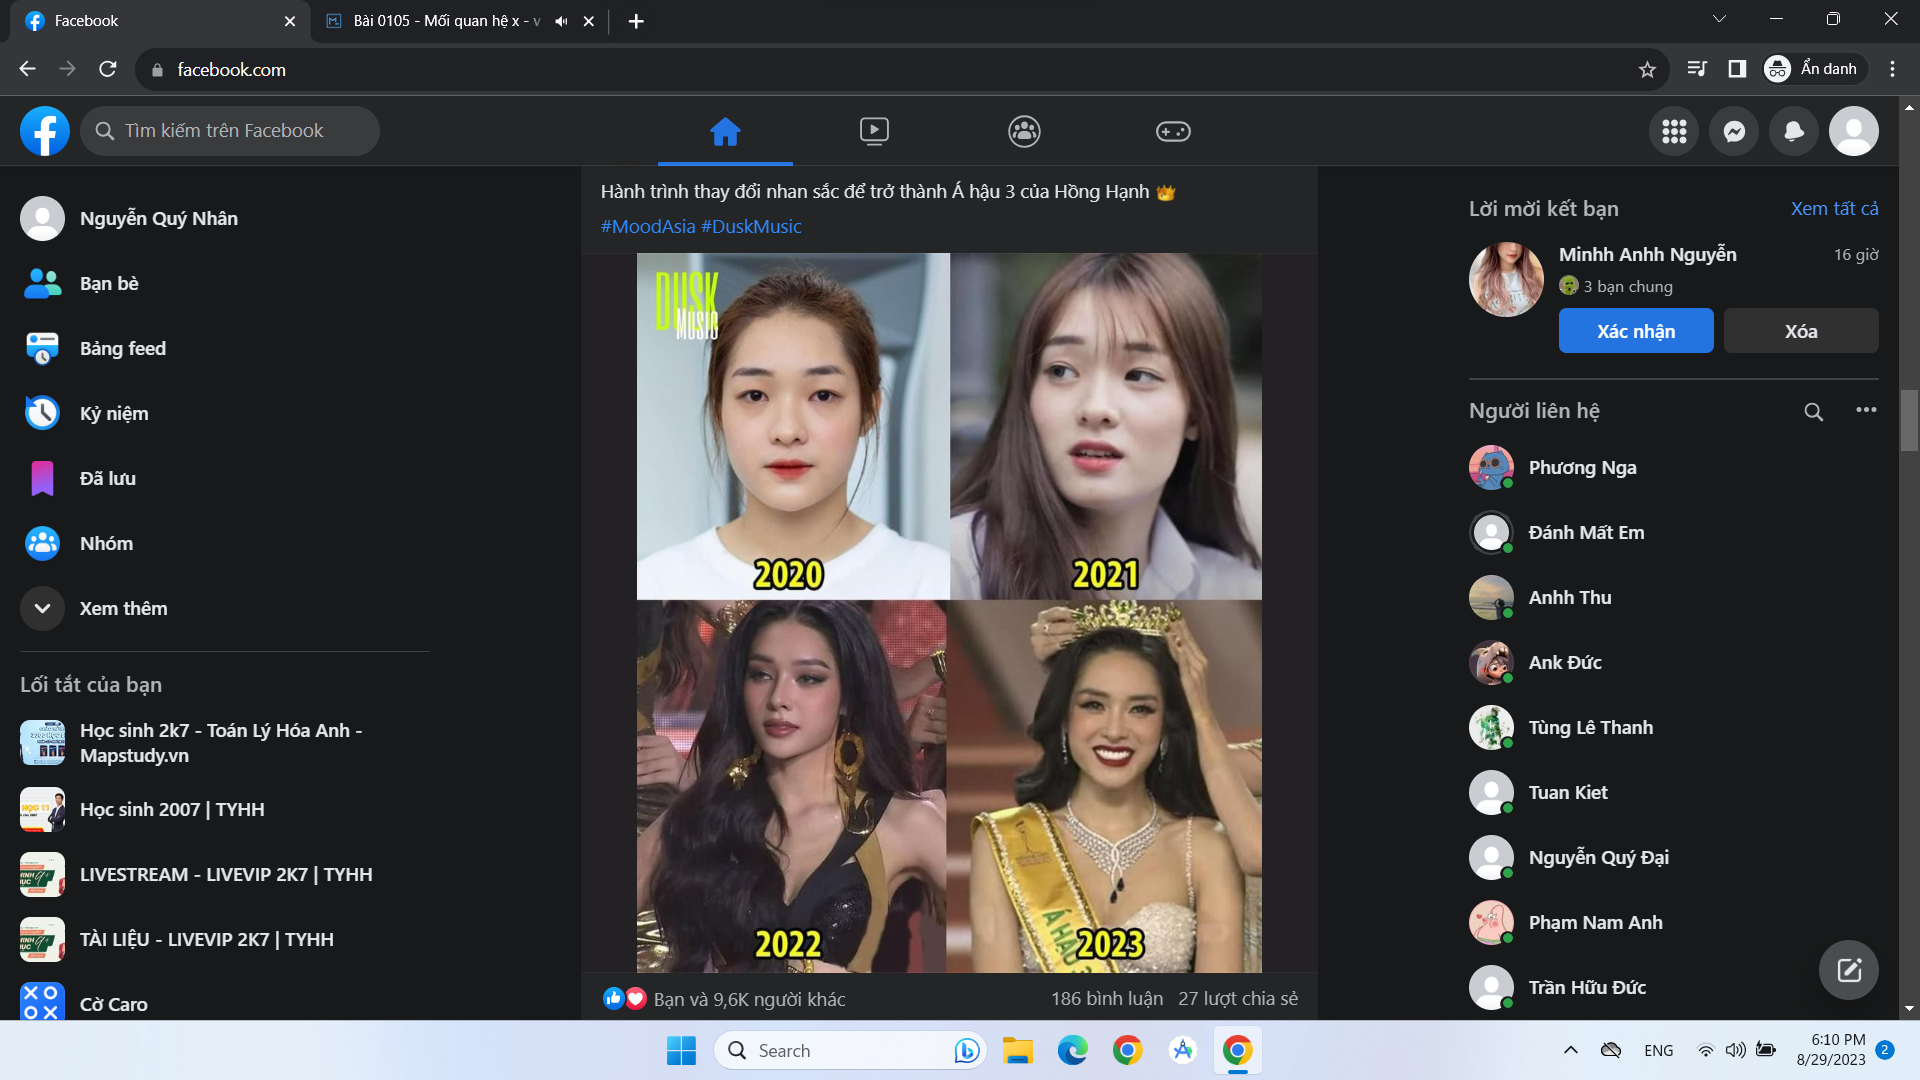 Facebook
Bài 0105 - Mối quan hệ x - v
facebook.com
Ẩn danh
Tìm kiếm trên Facebook
Nguyễn Quý Nhân
Bạn bè
Bảng feed
Kỷ niệm
Đã lưu
Nhóm
Xem thêm
Lối tắt của bạn
Học sinh 2k7 - Toán Lý Hóa Anh -
Mapstudy.vn
Học sinh 2007 | TYHH
LIVESTREAM - LIVEVIP 2K7 | TYHH
TÀI LIỆU - LIVEVIP 2K7 | TYHH
Cờ Caro
Hành trình thay đổi nhan sắc để trở thành Á hậu 3 của Hồng Hạnh
#MoodAsia #DuskMusic
DUSK
MUSIC
2020
2021
2022
2023
Á HẬU 3
Bạn và 9,6K người khác
186 bình luận
27 lượt chia sẻ
Lời mời kết bạn
Xem tất cả
Minhh Anhh Nguyễn
16 giờ
3 bạn chung
Xác nhận
Xóa
Người liên hệ
Phương Nga
Đánh Mất Em
Anhh Thu
Ank Đức
Tùng Lê Thanh
Tuan Kiet
Nguyễn Quý Đại
Phạm Nam Anh
Trần Hữu Đức
Search
ENG
6:10 PM
8/29/2023
2